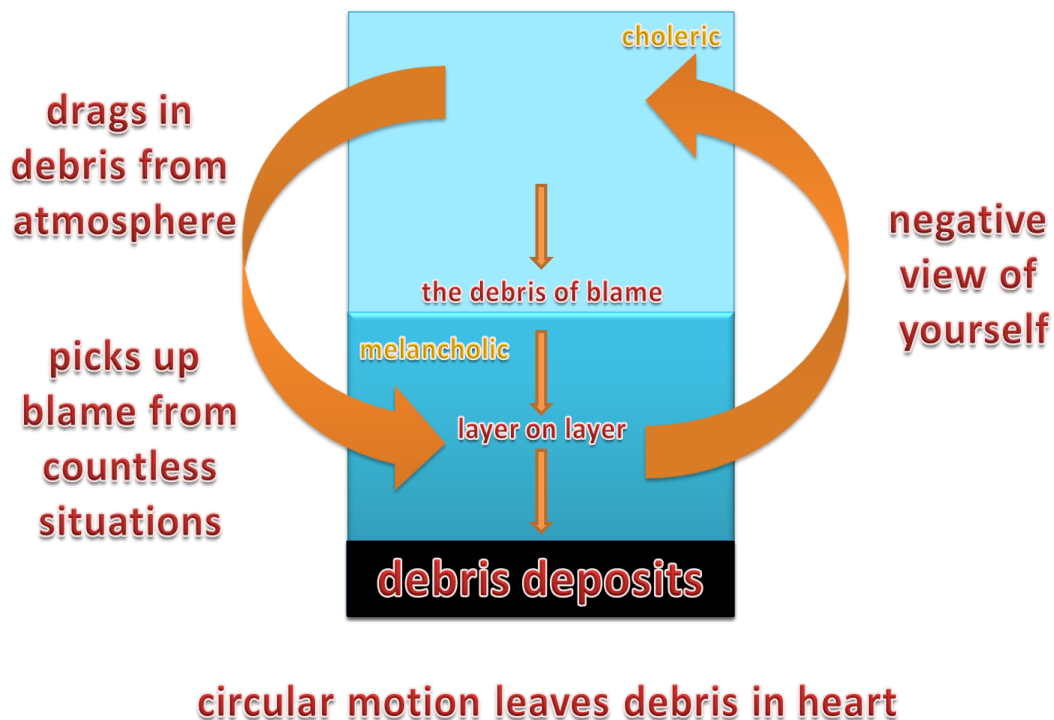 choleric
drags in
debris from
atmosphere
negative
view of
yourself
the debris of blame
melancholic
picks up
blame from
countless
situations
layer on layer
debris deposits
circular motion leaves debris in heart